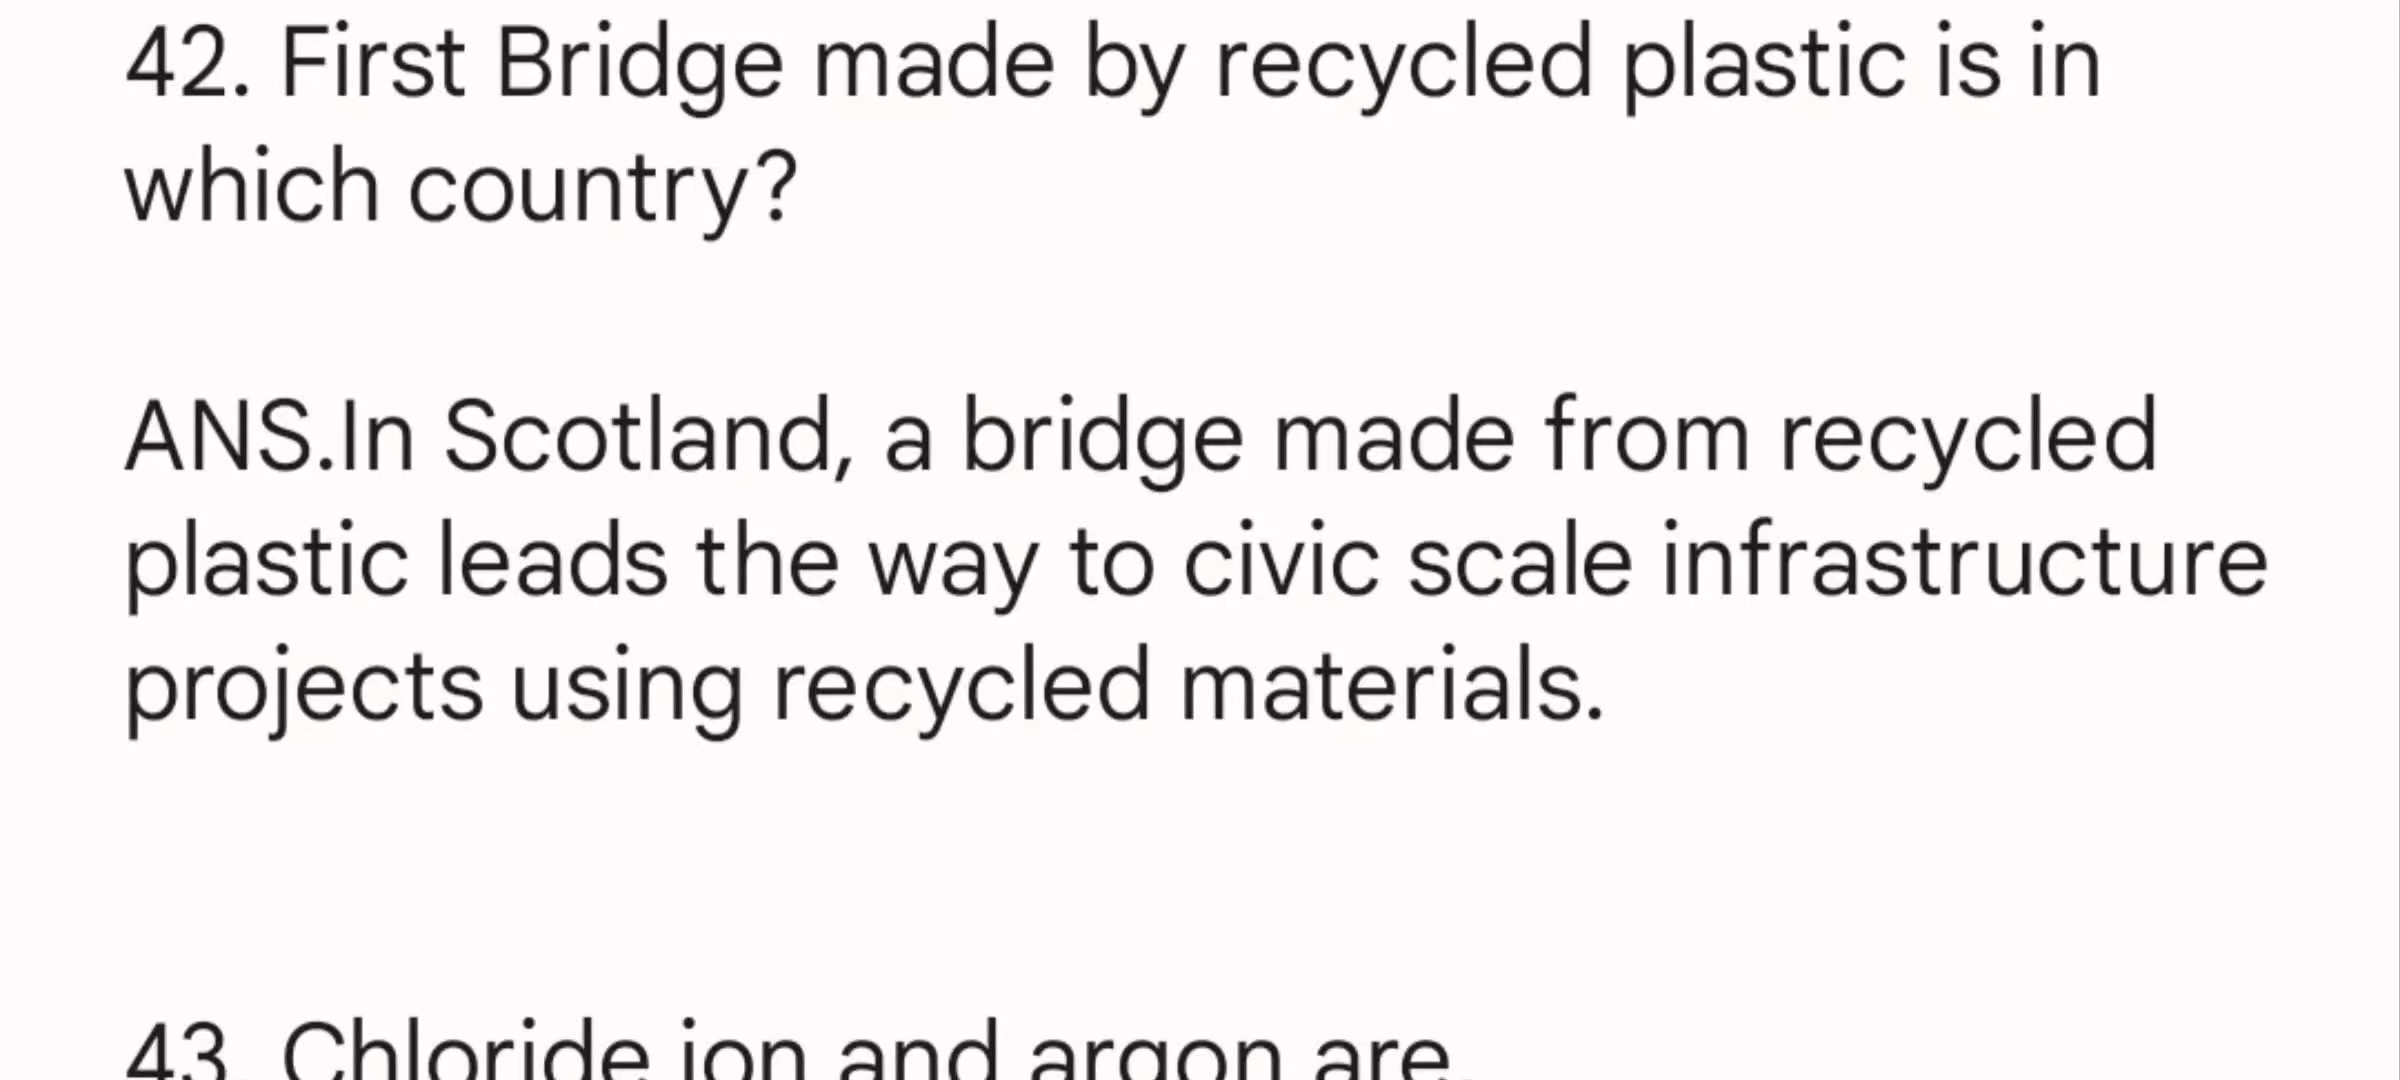 42. First Bridge made by recycled plastic is in
which country?
ANS.In Scotland, a bridge made from recycled
plastic leads the way to civic scale infrastructure
projects using recycled materials.
43. Chloride ion and argon are.